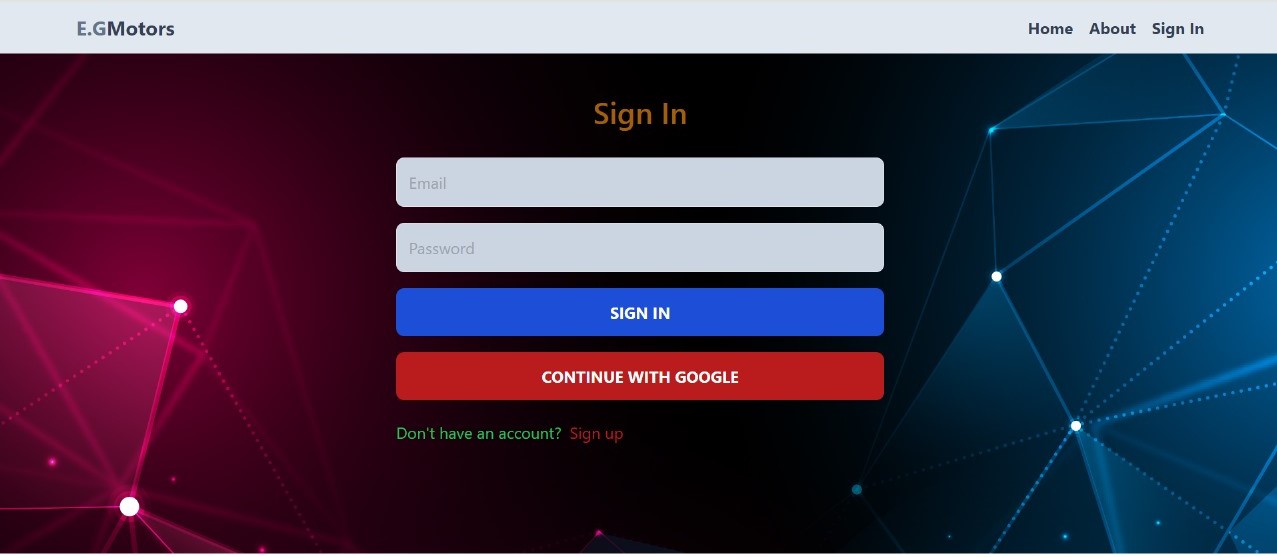 E.GMotors
Home About Sign In
Sign In
Email
Password
SIGN IN
CONTINUE WITH GOOGLE
Don't have an account? Sign up